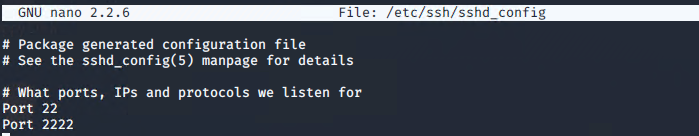 GNU nano 2.2.6 File: /etc/ssh/sshd_config
# Package generated configuration file
# See the sshd_config(5) manpage for details
# What ports, IPs and protocols we listen for
Port 22
Port 2222